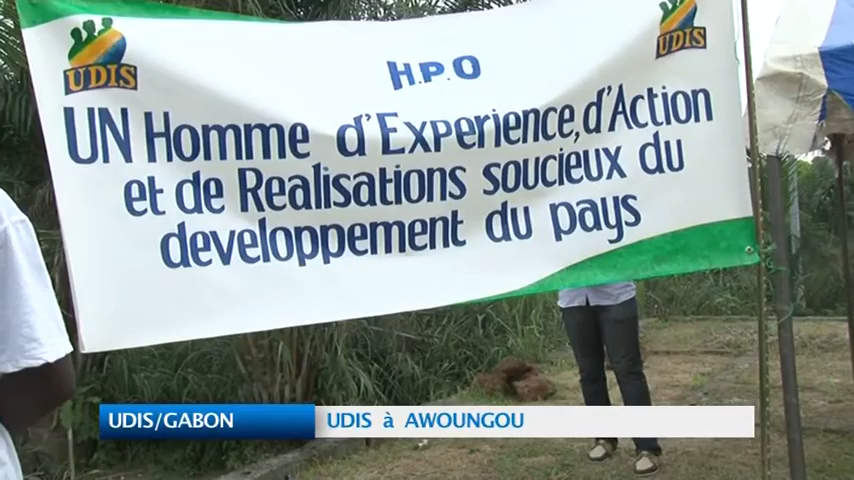 UDIS
UDIS
H.P.O
UN Homme d'Experience, d'Action
et de Realisations soucieux du
developpement du pays
UDIS/GABON
UDIS à AWOUNGOU